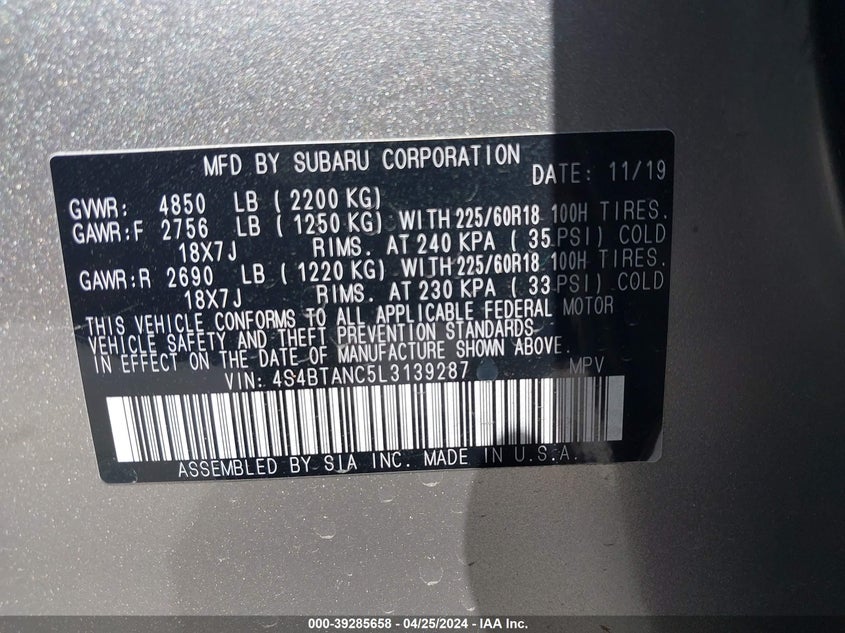 MFD BY SUBARU CORPORATION DATE: 11/19
GVWR: 4850 LB ( 2200 KG)
GAWR:F 2756 LB ( 1250 KG) WITH 225/60R18 100H TIRES.
18X7J RIMS. AT 240 KPA ( 35 PSI) COLD
GAWR:R 2690 LB ( 1220 KG) WITH 225/60R18 100H TIRES.
18X7J RIMS. AT 230 KPA ( 33 PSI) COLD
THIS VEHICLE CONFORMS TO ALL APPLICABLE FEDERAL MOTOR
VEHICLE SAFETY AND THEFT PREVENTION STANDARDS
IN EFFECT ON THE DATE OF MANUFACTURE SHOWN ABOVE.
VIN: 4S4BTANC5L3139287 MPV
ASSEMBLED BY SIA INC. MADE IN U.S.A.
000-39285658 - 04/25/2024 - IAA Inc.